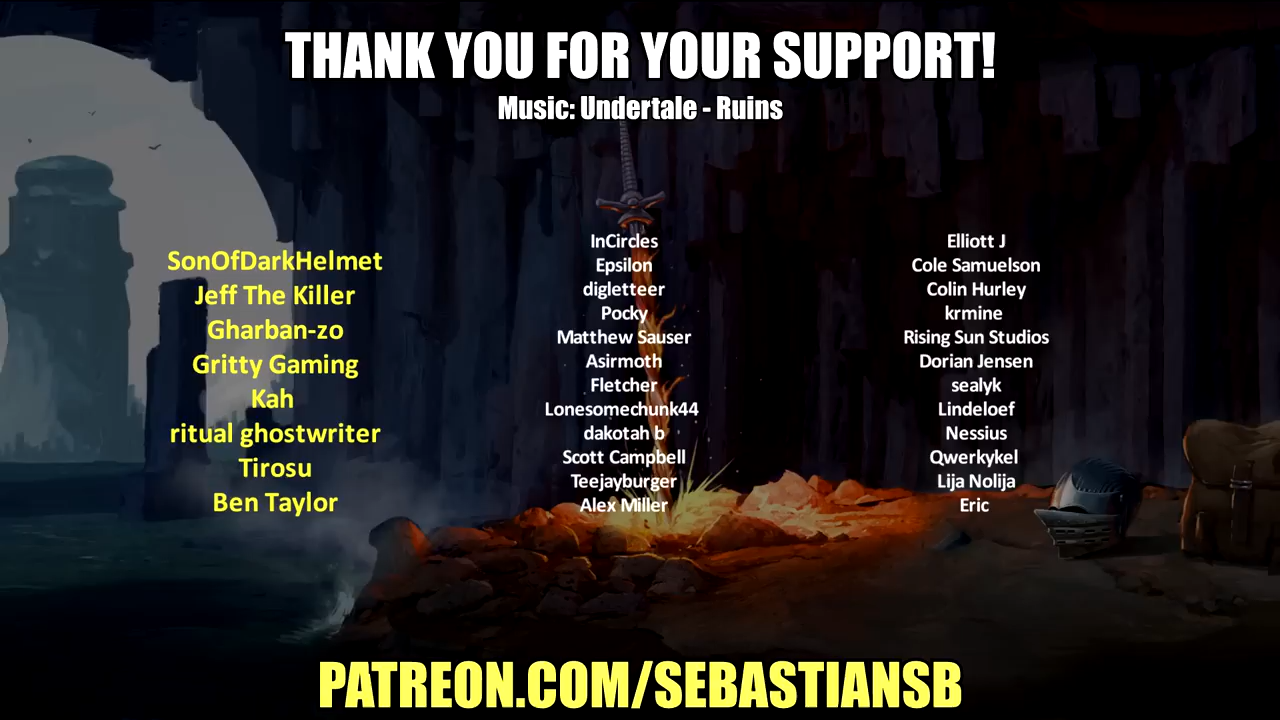 THANK YOU FOR YOUR SUPPORT!
Music: Undertale - Ruins
SonOfDarkHelmet
Jeff The Killer
Gharban-zo
Gritty Gaming
Kah
ritual ghostwriter
Tirosu
Ben Taylor
InCircles
Epsilon
digletteer
Pocky
Matthew Sauser
Asirmoth
Fletcher
Lonesomechunk44
dakotah b
Scott Campbell
Teejayburger
Alex Miller
Elliott J
Cole Samuelson
Colin Hurley
krmine
Rising Sun Studios
Dorian Jensen
sealyk
Lindeloef
Nessius
Qwerkykel
Lija Nolija
Eric
PATREON.COM/SEBASTIANSB